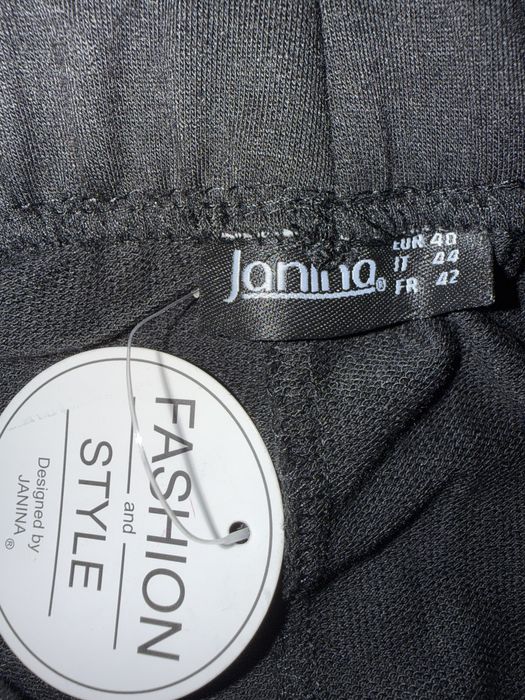 Janina®
EUR 40
IT 44
FR 42
FASHION
and
STYLE
Designed by
JANINA®